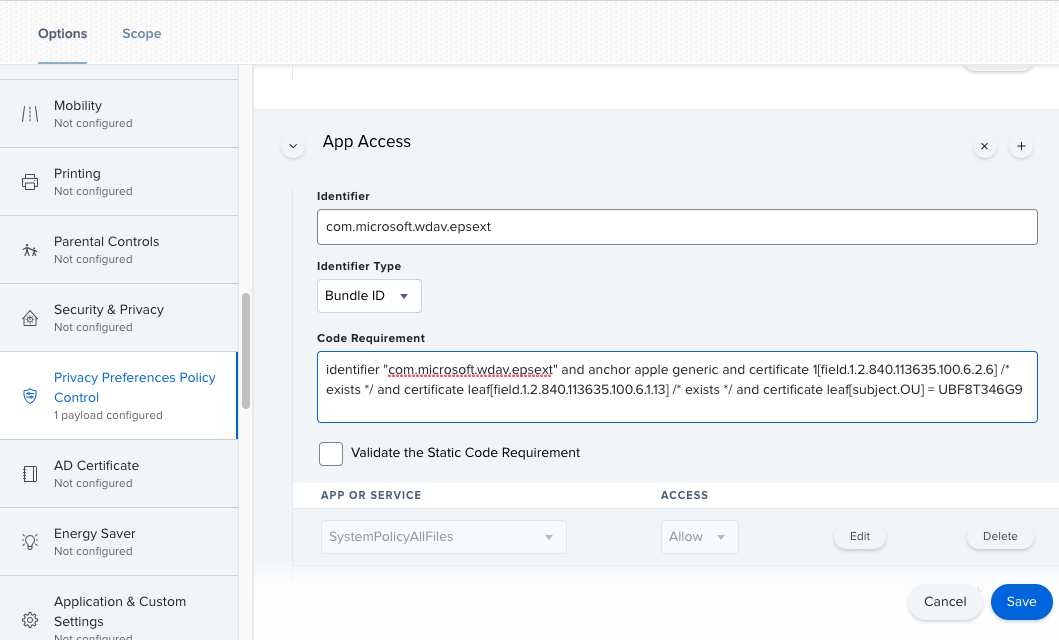 Options
Scope
Mobility
Not configured
Printing
Not configured
Parental Controls
Not configured
Security & Privacy
Not configured
Privacy Preferences Policy
Control
1 payload configured
AD Certificate
Not configured
Energy Saver
Not configured
Application & Custom
Settings
Not configured
App Access
Identifier
com.microsoft.wdav.epsext
Identifier Type
Bundle ID
Code Requirement
identifier "com.microsoft.wdav.epsext" and anchor apple generic and certificate 1[field.1.2.840.113635.100.6.2.6] /*
exists */ and certificate leaf[field.1.2.840.113635.100.6.1.13] /* exists */ and certificate leaf[subject.OU] = UBF8T346G9
Validate the Static Code Requirement
APP OR SERVICE
ACCESS
SystemPolicyAllFiles
Allow
Edit
Delete
Cancel
Save